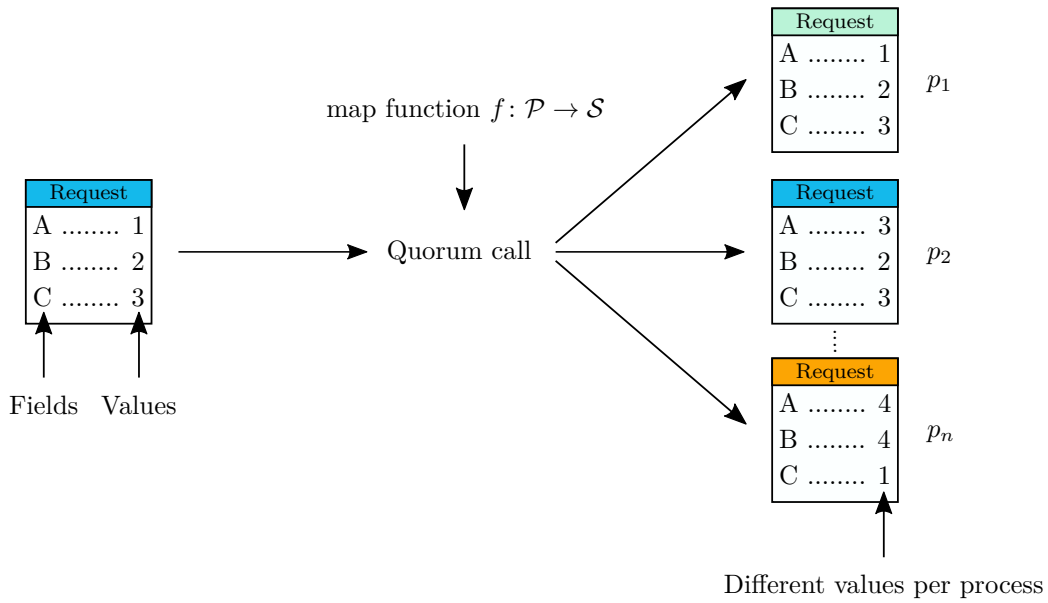 Request
A ........ 1
B ........ 2
C ........ 3
Fields
Values
map function f : 𝒫 → 𝒮
Quorum call
Request
A ........ 1
B ........ 2
C ........ 3
p₁
Request
A ........ 3
B ........ 2
C ........ 3
p₂
Request
A ........ 4
B ........ 4
C ........ 1
pₙ
Different values per process